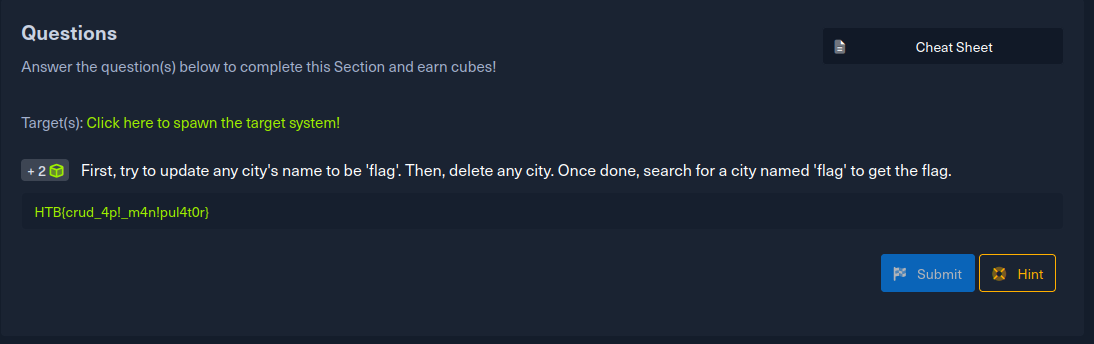 Questions
Cheat Sheet
Answer the question(s) below to complete this Section and earn cubes!
Target(s): Click here to spawn the target system!
+ 2 First, try to update any city's name to be 'flag'. Then, delete any city. Once done, search for a city named 'flag' to get the flag.
HTB{crud_4p!_m4n!pul4t0r}
Submit
Hint